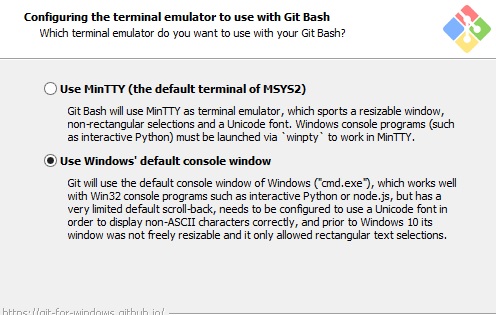 Configuring the terminal emulator to use with Git Bash
Which terminal emulator do you want to use with your Git Bash?
Use MinTTY (the default terminal of MSYS2)
Git Bash will use MinTTY as terminal emulator, which sports a resizable window,
non-rectangular selections and a Unicode font. Windows console programs (such
as interactive Python) must be launched via `winpty` to work in MinTTY.
Use Windows' default console window
Git will use the default console window of Windows ("cmd.exe"), which works well
with Win32 console programs such as interactive Python or node.js, but has a
very limited default scroll-back, needs to be configured to use a Unicode font in
order to display non-ASCII characters correctly, and prior to Windows 10 its
window was not freely resizable and it only allowed rectangular text selections.
https://git-for-windows.github.io/